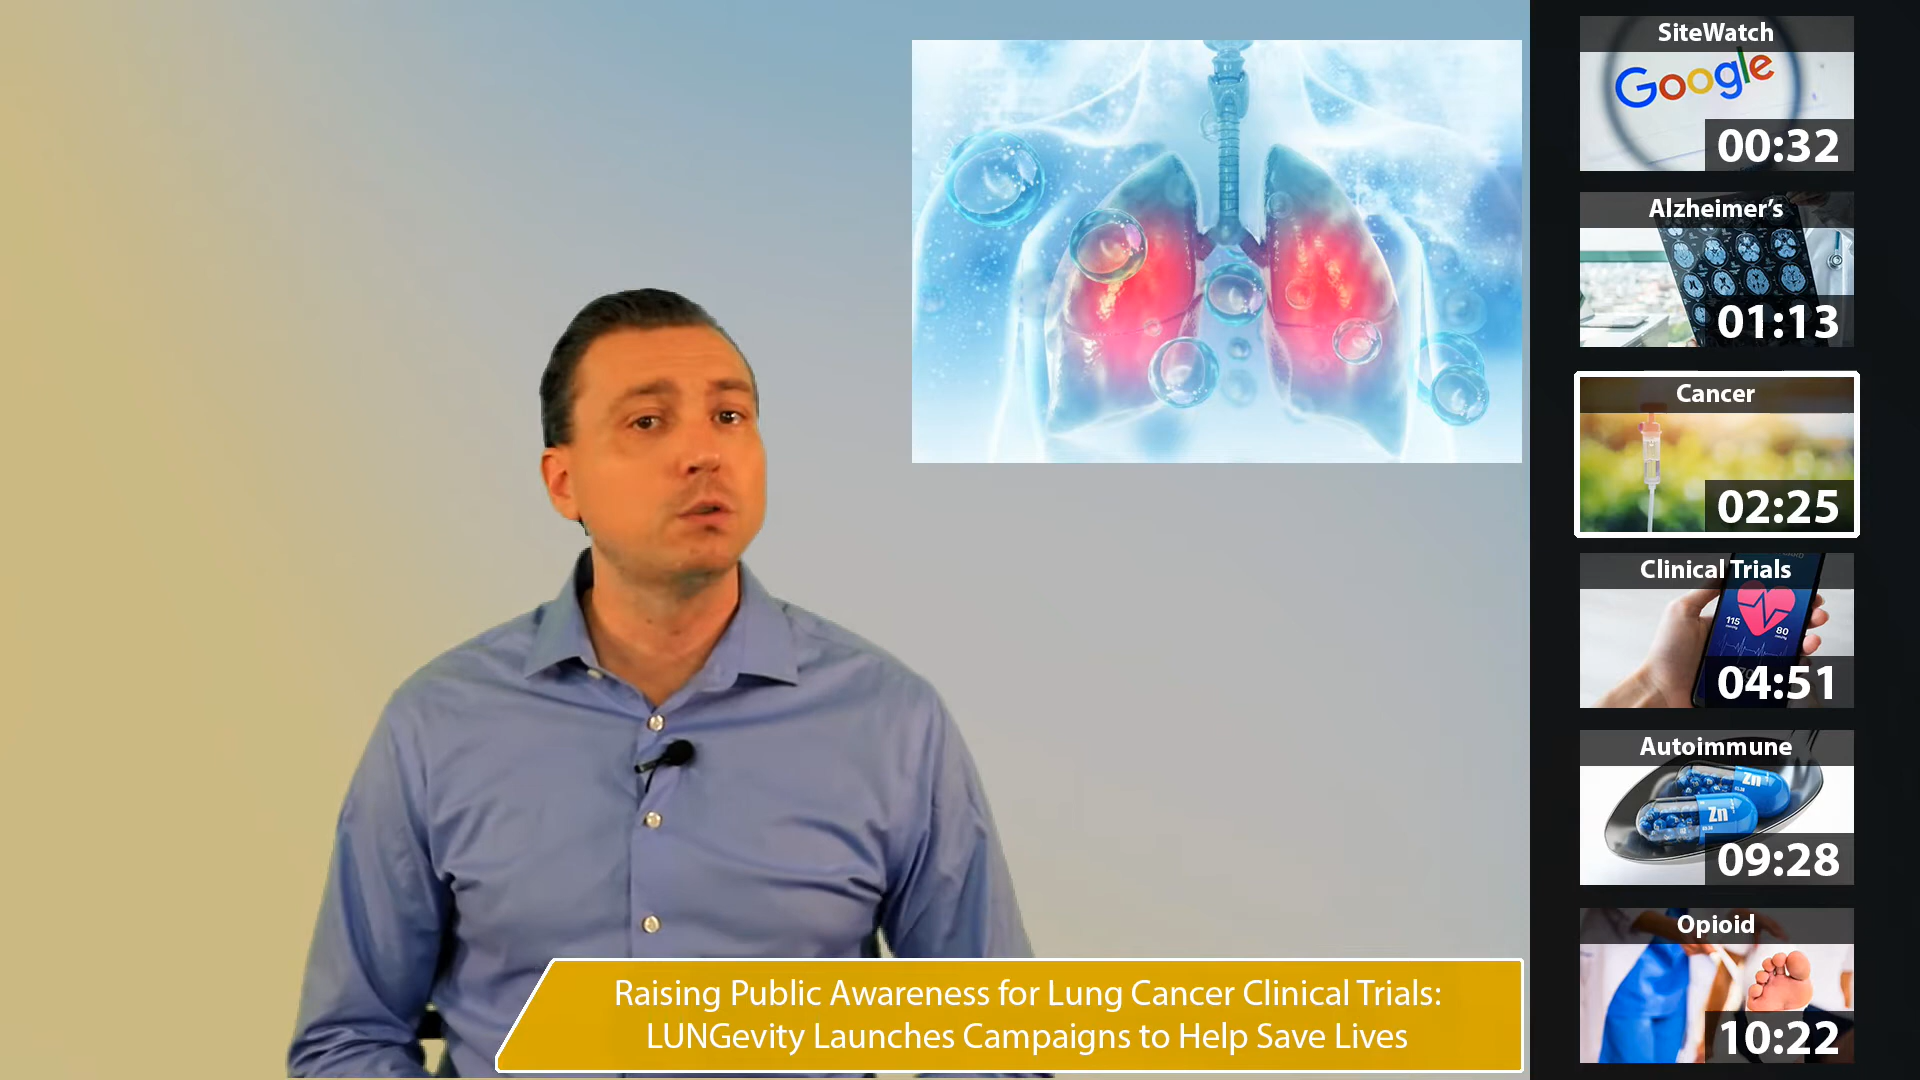 SiteWatch
Google
00:32
Alzheimer's
01:13
Cancer
02:25
Clinical Trials
115
80
04:51
Autoimmune
Zn
Zn
09:28
Opioid
10:22
Raising Public Awareness for Lung Cancer Clinical Trials:
LUNGevity Launches Campaigns to Help Save Lives